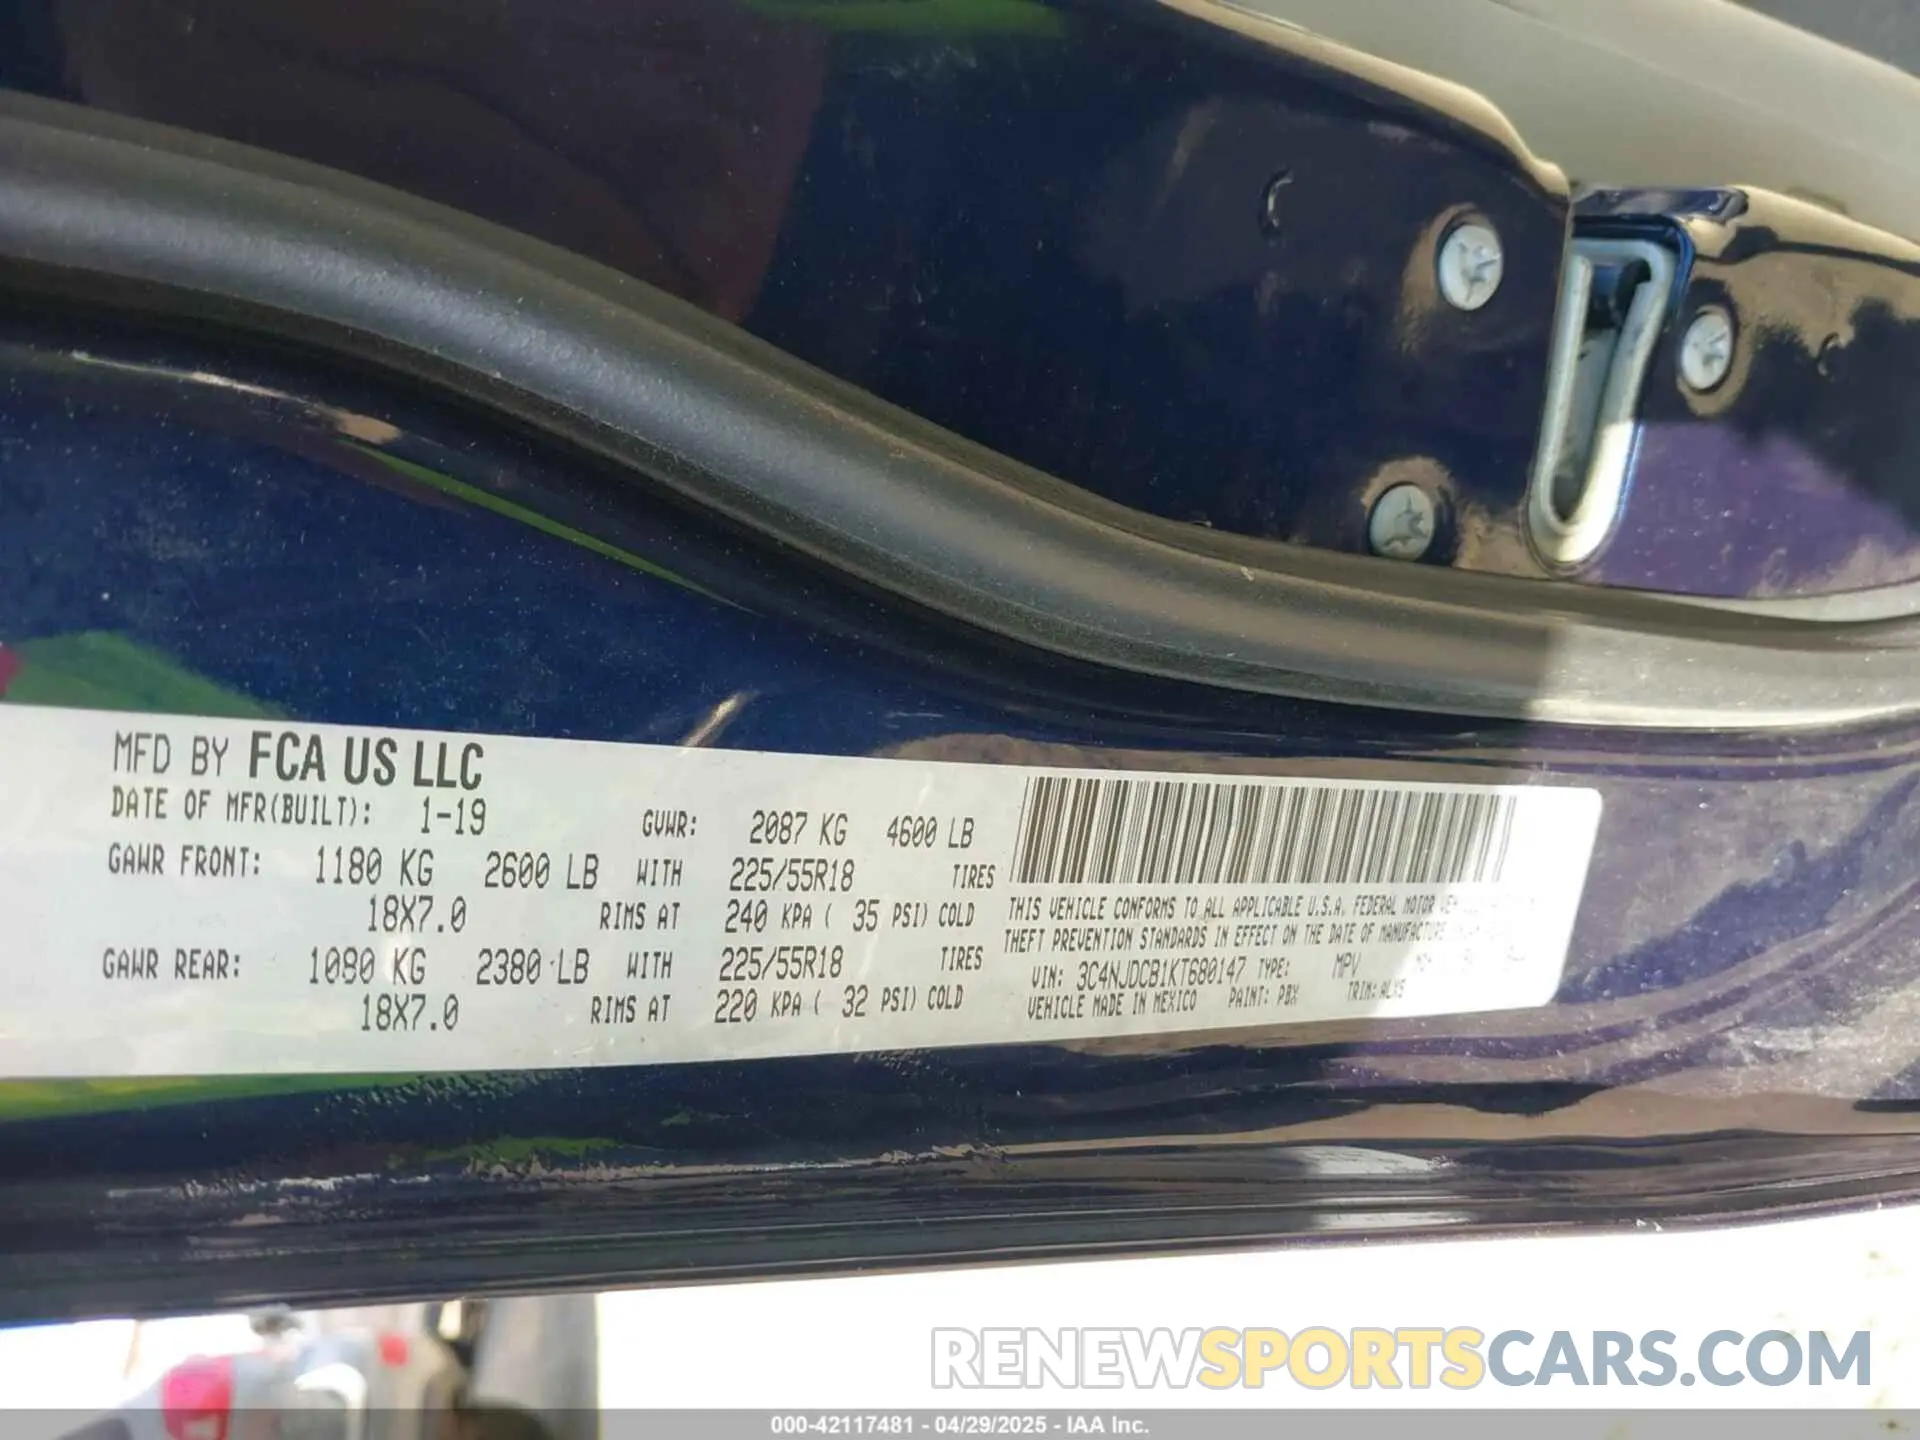 MFD BY FCA US LLC
DATE OF MFR(BUILT): 1-19 GVWR: 2087 KG 4600 LB
GAWR FRONT: 1180 KG 2600 LB WITH 225/55R18 TIRES
18X7.0 RIMS AT 240 KPA ( 35 PSI) COLD
GAWR REAR: 1080 KG 2380 LB WITH 225/55R18 TIRES
18X7.0 RIMS AT 220 KPA ( 32 PSI) COLD
THIS VEHICLE CONFORMS TO ALL APPLICABLE U.S.A. FEDERAL MOTOR
THEFT PREVENTION STANDARDS IN EFFECT ON THE DATE OF MANUFACTURE
VIN: 3C4NJDCB1KT680147 TYPE: MPV
VEHICLE MADE IN MEXICO PAINT: PBX TRIM: ALX9
RENEWSPORTSCARS.COM
000-42117481 - 04/29/2025 - IAA Inc.